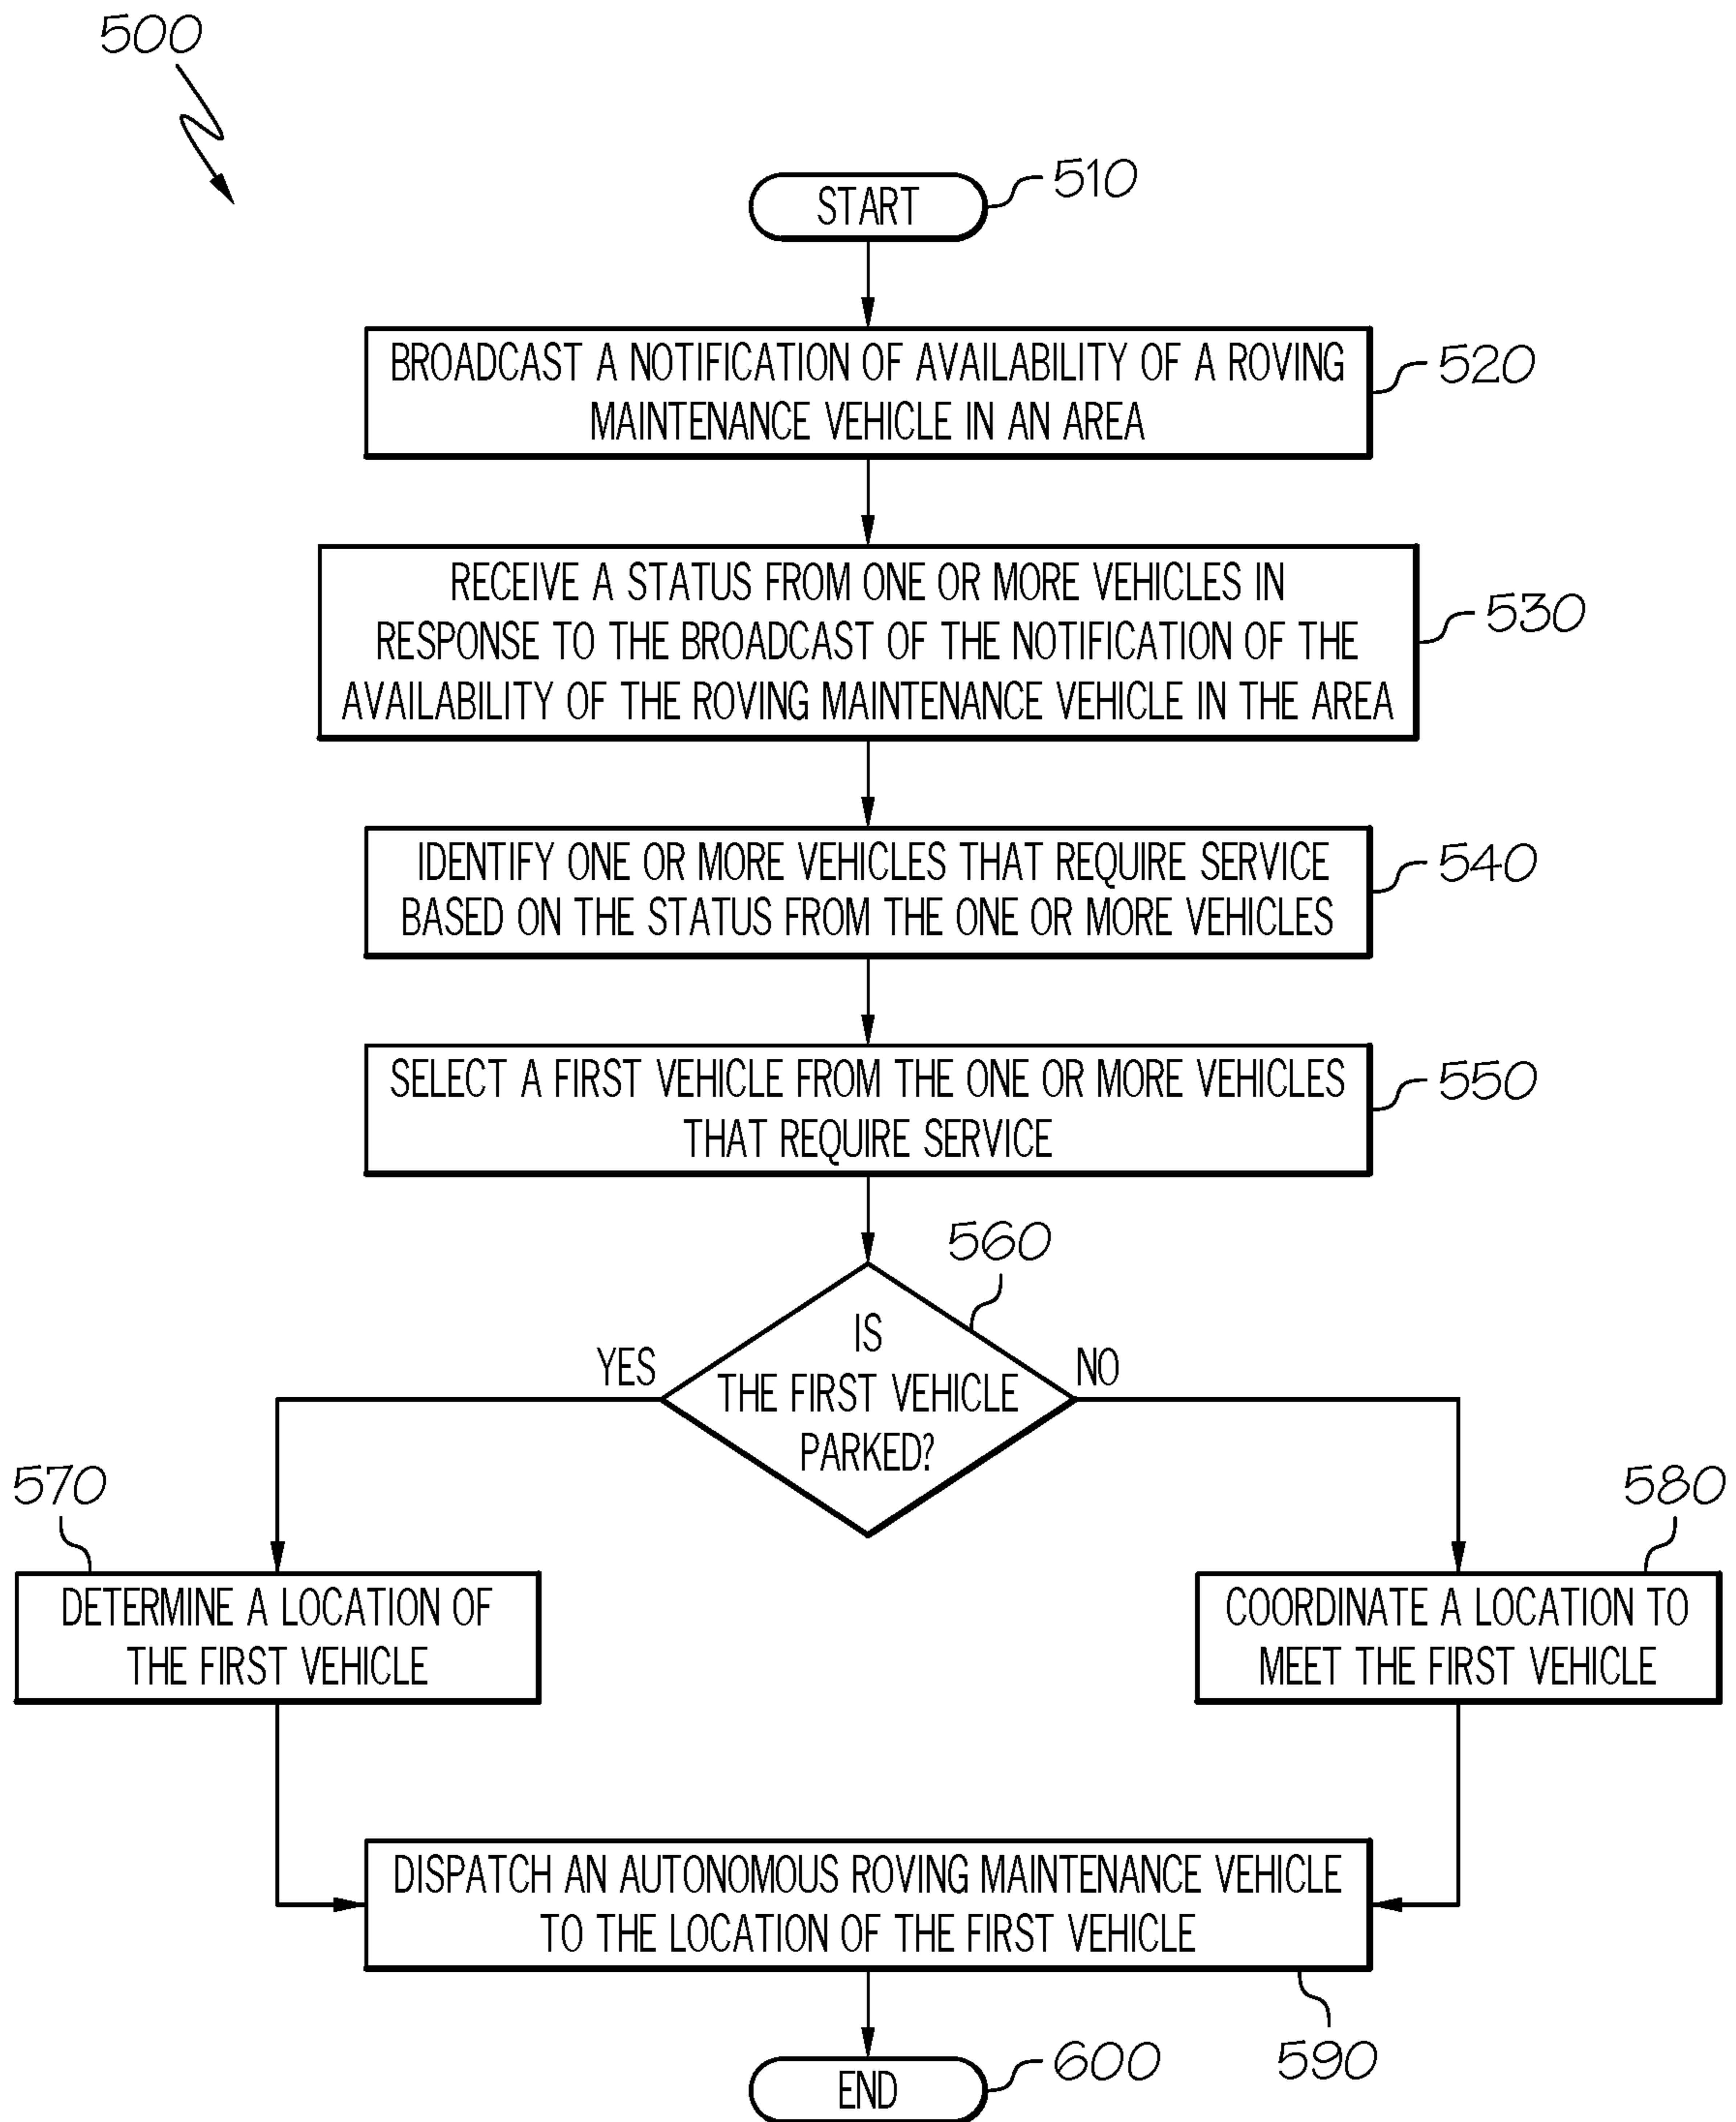 500
START
510
BROADCAST A NOTIFICATION OF AVAILABILITY OF A ROVING
MAINTENANCE VEHICLE IN AN AREA
520
RECEIVE A STATUS FROM ONE OR MORE VEHICLES IN
RESPONSE TO THE BROADCAST OF THE NOTIFICATION OF THE
AVAILABILITY OF THE ROVING MAINTENANCE VEHICLE IN THE AREA
530
IDENTIFY ONE OR MORE VEHICLES THAT REQUIRE SERVICE
BASED ON THE STATUS FROM THE ONE OR MORE VEHICLES
540
SELECT A FIRST VEHICLE FROM THE ONE OR MORE VEHICLES
THAT REQUIRE SERVICE
550
560
IS
THE FIRST VEHICLE
PARKED?
YES
NO
570
DETERMINE A LOCATION OF
THE FIRST VEHICLE
580
COORDINATE A LOCATION TO
MEET THE FIRST VEHICLE
DISPATCH AN AUTONOMOUS ROVING MAINTENANCE VEHICLE
TO THE LOCATION OF THE FIRST VEHICLE
590
END
600